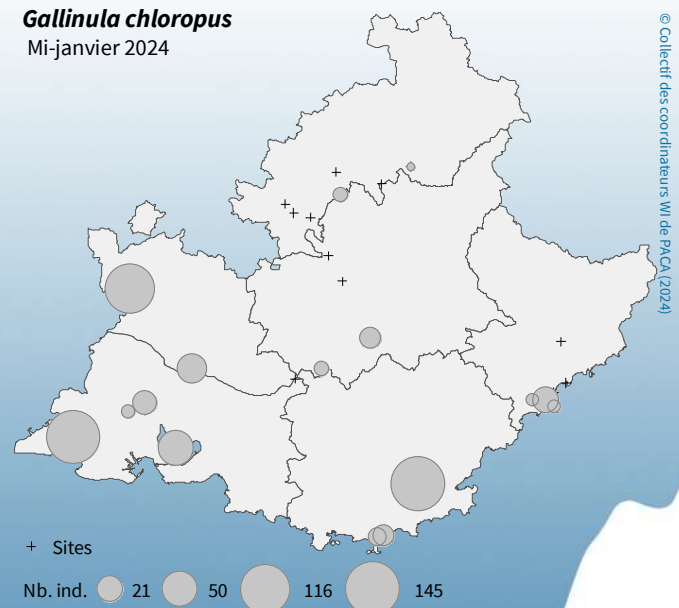 Gallinula chloropus
Mi-janvier 2024
© Collectif des coordinateurs WI de PACA (2024)
Sites
Nb. ind. 21 50 116 145